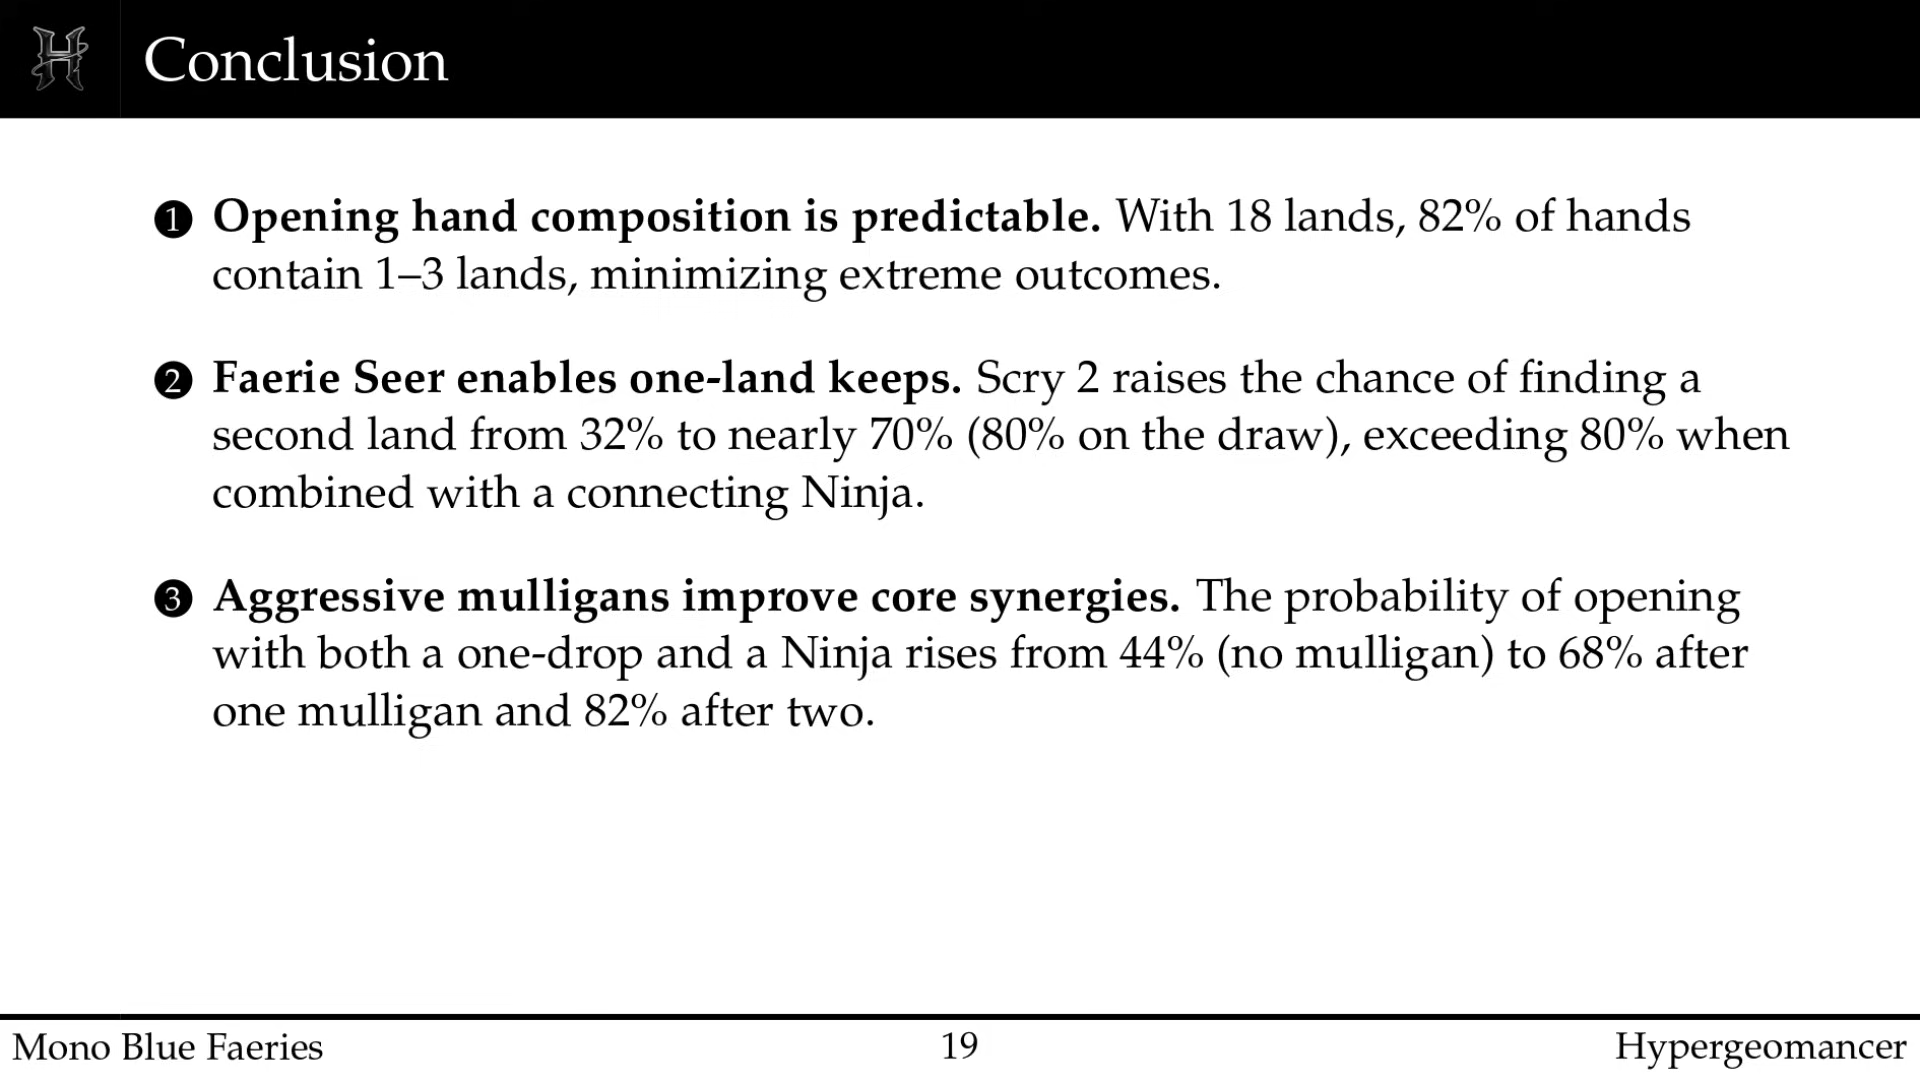 H
Conclusion
1 Opening hand composition is predictable. With 18 lands, 82% of hands
contain 1–3 lands, minimizing extreme outcomes.
2 Faerie Seer enables one-land keeps. Scry 2 raises the chance of finding a
second land from 32% to nearly 70% (80% on the draw), exceeding 80% when
combined with a connecting Ninja.
3 Aggressive mulligans improve core synergies. The probability of opening
with both a one-drop and a Ninja rises from 44% (no mulligan) to 68% after
one mulligan and 82% after two.
Mono Blue Faeries
19
Hypergeomancer